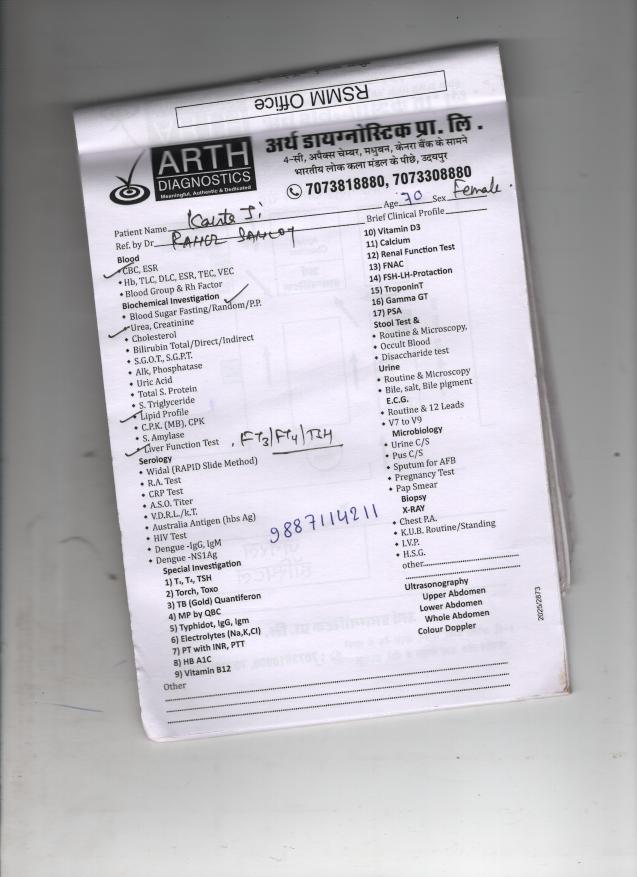 RSMM Office
ARTH
DIAGNOSTICS
Meaningful, Authentic & Dedicated
अर्थ डायग्नोस्टिक प्रा. लि.
4-सी, अपैक्स चेम्बर, मधुबन, केनरा बैंक के सामने
भारतीय लोक कला मंडल के पीछे, उदयपुर
7073818880, 7073308880
Patient Name Age 70 Sex Female.
Ref. by Dr Brief Clinical Profile
Blood
CBC, ESR
Hb, TLC, DLC, ESR, TEC, VEC
Blood Group & Rh Factor
Biochemical Investigation
Blood Sugar Fasting/Random/P.P.
Urea, Creatinine
Cholesterol
Bilirubin Total/Direct/Indirect
S.G.O.T., S.G.P.T.
Alk, Phosphatase
Uric Acid
Total S. Protein
S. Triglyceride
Lipid Profile
C.P.K. (MB), CPK
S. Amylase
Liver Function Test , FT3/FT4/TSH
Serology
Widal (RAPID Slide Method)
R.A. Test
CRP Test
A.S.O. Titer
V.D.R.L./k.T.
Australia Antigen (hbs Ag)
HIV Test
Dengue -IgG, IgM
Dengue -NS1Ag
9887114211
Special Investigation
1) T₃, T₄, TSH
2) Torch, Toxo
3) TB (Gold) Quantiferon
4) MP by QBC
5) Typhidot, IgG, Igm
6) Electrolytes (Na,K,Cl)
7) PT with INR, PTT
8) HB A1C
9) Vitamin B12
10) Vitamin D3
11) Calcium
12) Renal Function Test
13) FNAC
14) FSH-LH-Protaction
15) TroponinT
16) Gamma GT
17) PSA
Stool Test &
Routine & Microscopy,
Occult Blood
Disaccharide test
Urine
Routine & Microscopy
Bile, salt, Bile pigment
E.C.G.
Routine & 12 Leads
V7 to V9
Microbiology
Urine C/S
Pus C/S
Sputum for AFB
Pregnancy Test
Pap Smear
Biopsy
X-RAY
Chest P.A.
K.U.B. Routine/Standing
I.V.P.
H.S.G.
other
Ultrasonography
Upper Abdomen
Lower Abdomen
Whole Abdomen
Colour Doppler
2025/2873
Other